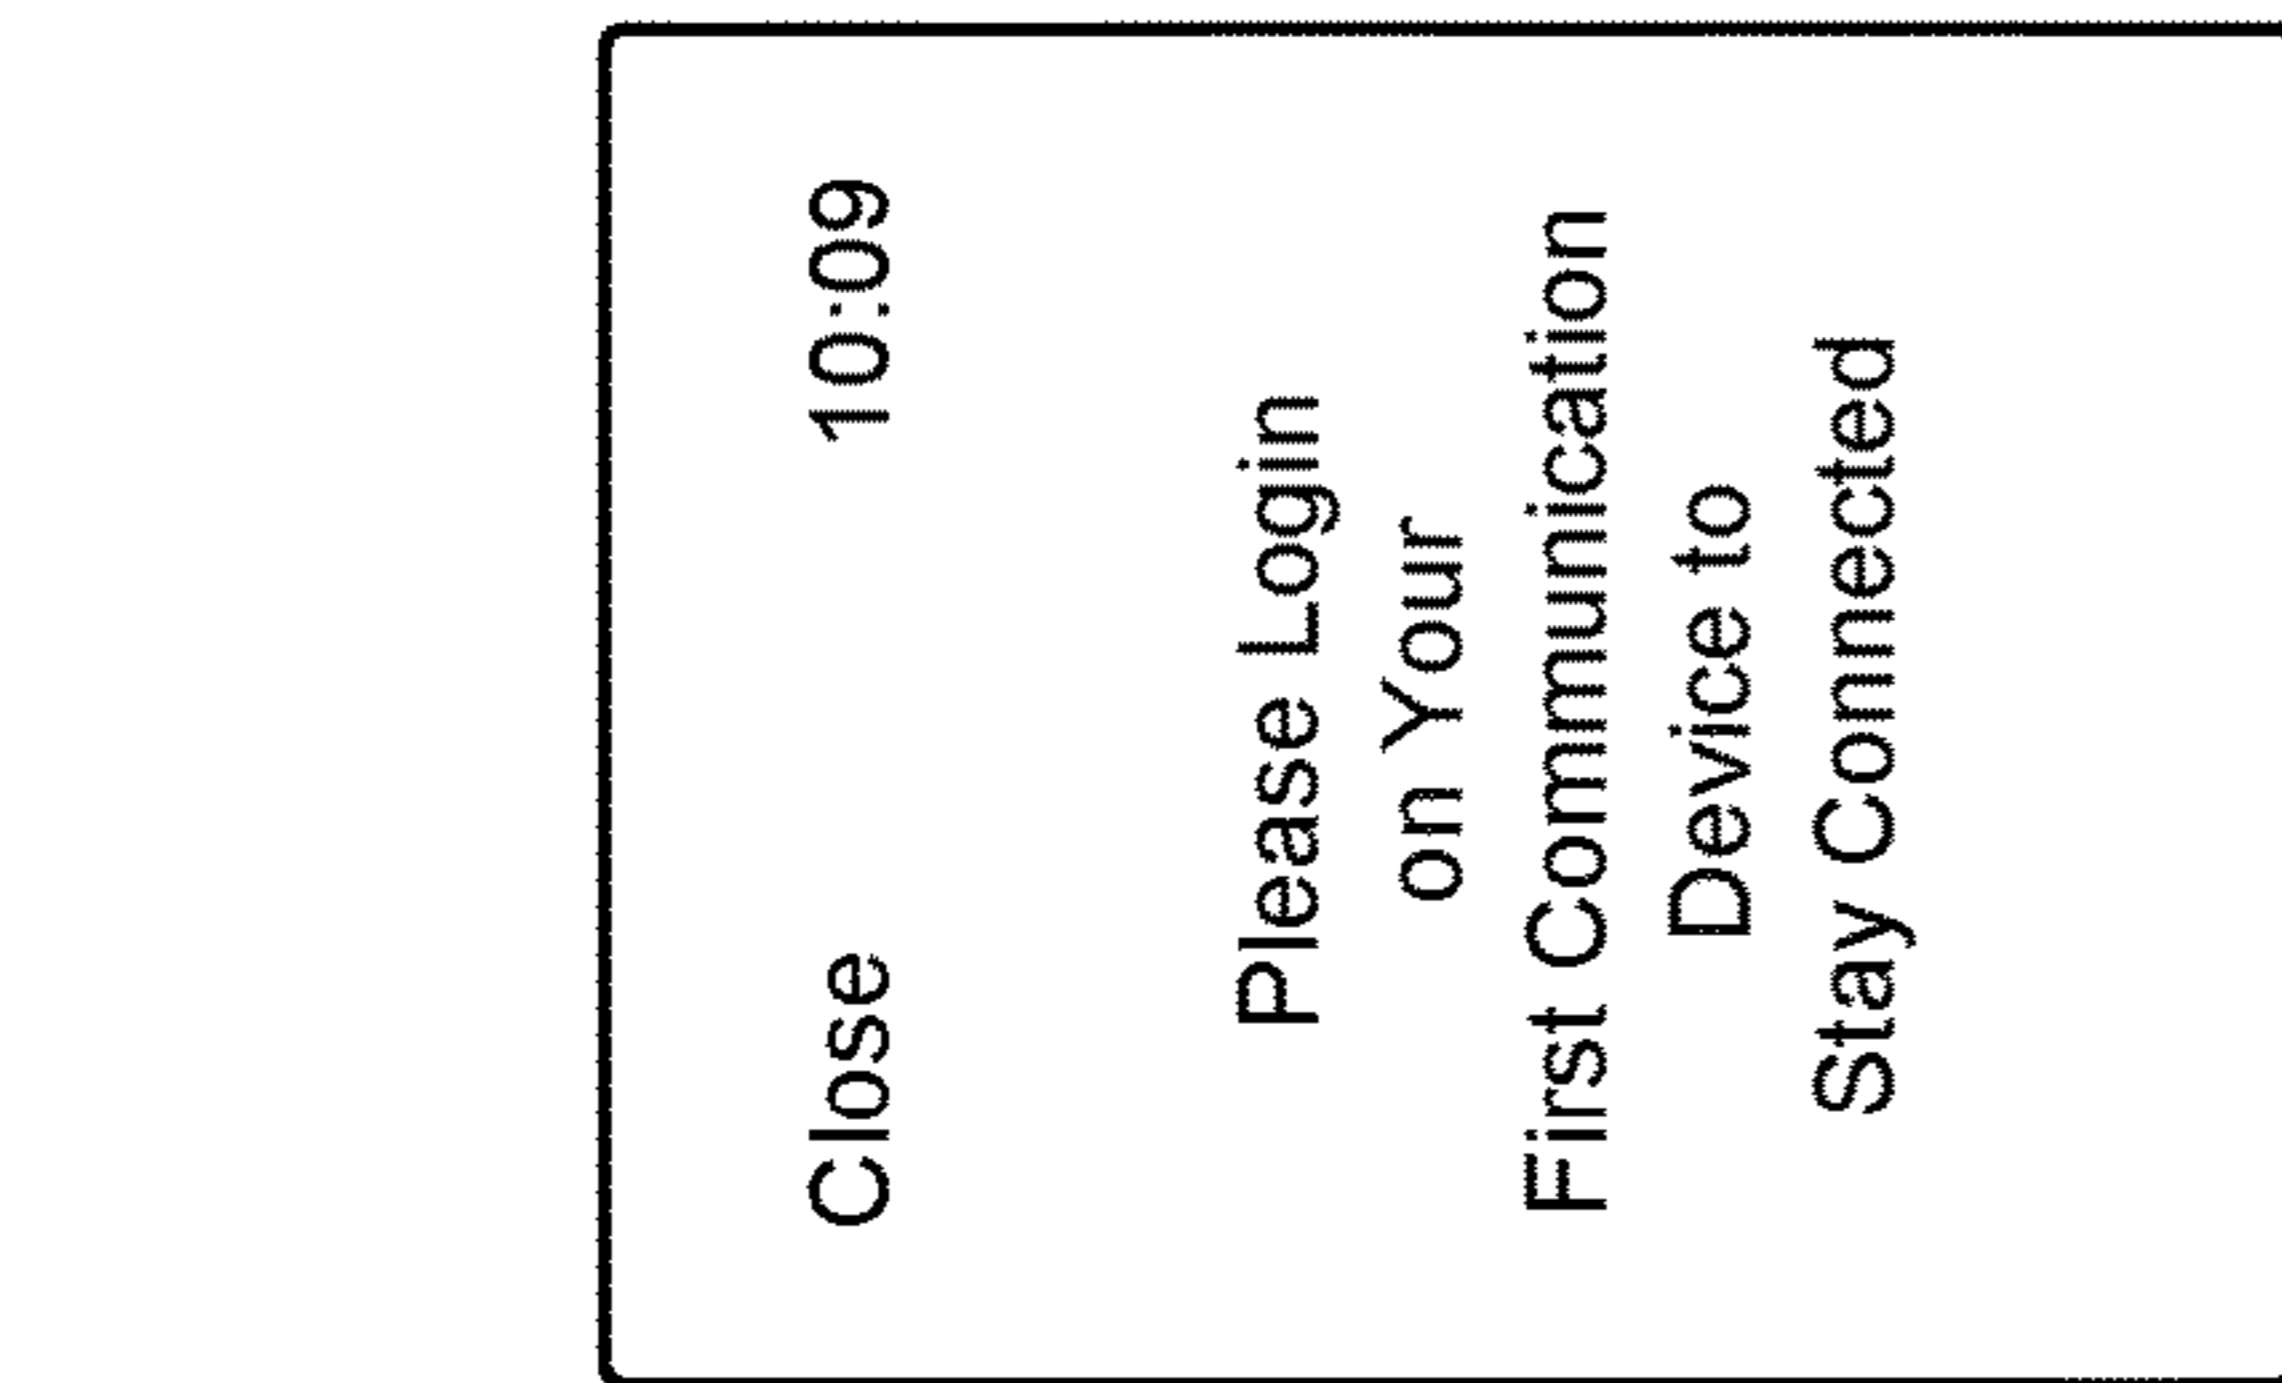 Close 10:09
Please Login
on Your
First Communication
Device to
Stay Connected